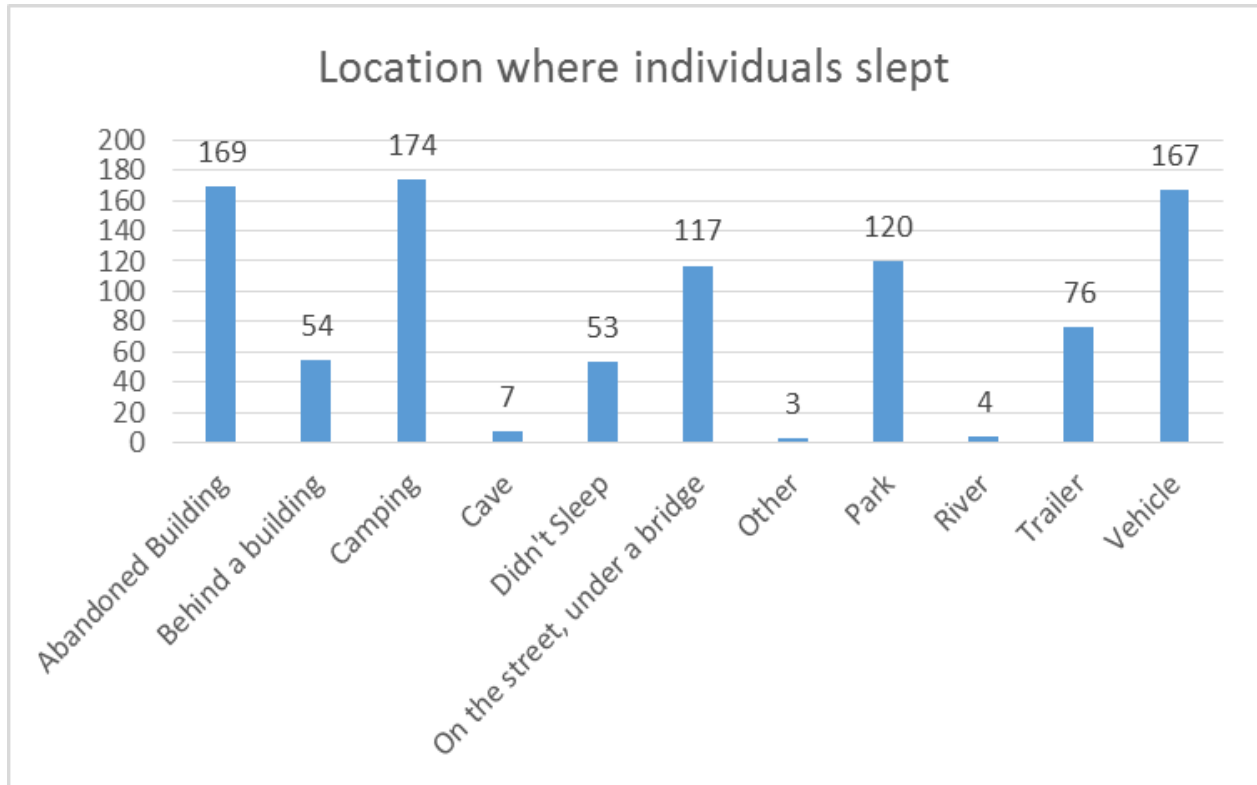 Location where individuals slept
200
180
160
140
120
100
80
60
40
20
0
169
54
174
7
53
117
3
120
4
76
167
Abandoned Building
Behind a building
Camping
Cave
Didn't Sleep
On the street, under a bridge
Other
Park
River
Trailer
Vehicle